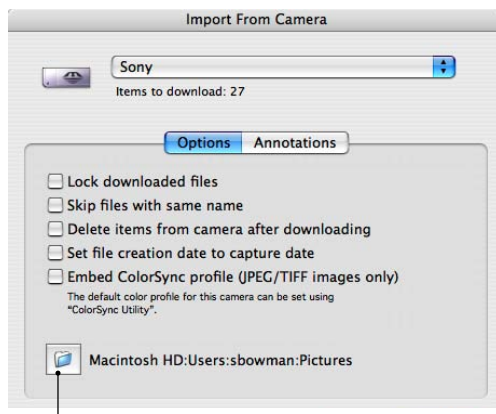 Import From Camera
Sony
Items to download: 27
Options Annotations
Lock downloaded files
Skip files with same name
Delete items from camera after downloading
Set file creation date to capture date
Embed ColorSync profile (JPEG/TIFF images only)
The default color profile for this camera can be set using
"ColorSync Utility".
Macintosh HD:Users:sbowman:Pictures